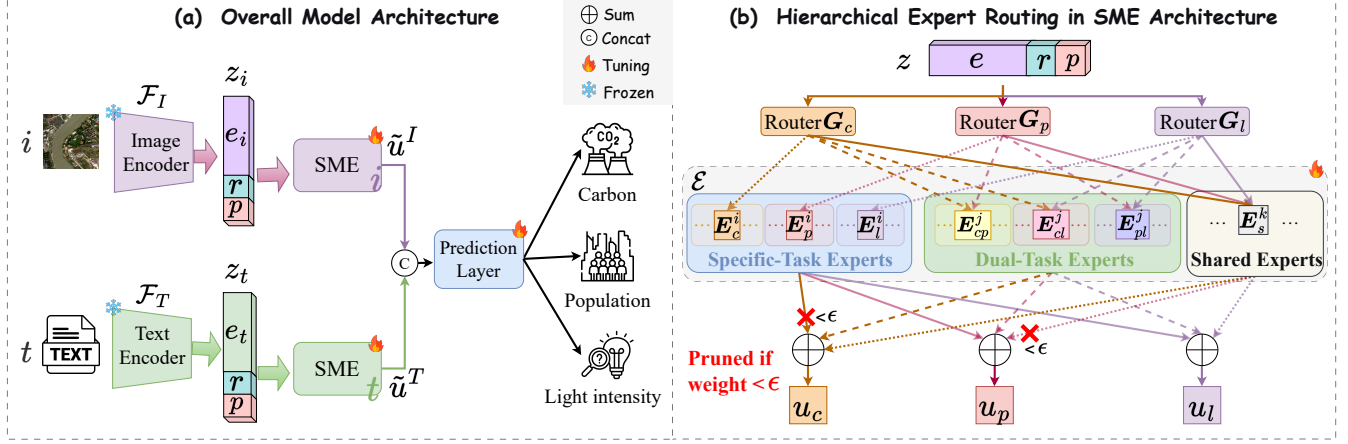 (a) Overall Model Architecture
Sum
C Concat
Tuning
Frozen
i
F_I
Image
Encoder
z_i
e_i
r
p
SME
i
ũ^I
t
TEXT
F_T
Text
Encoder
z_t
e_t
r
p
SME
t
ũ^T
C
Prediction
Layer
CO₂
Carbon
Population
Light intensity
(b) Hierarchical Expert Routing in SME Architecture
z e r p
Router G_c Router G_p Router G_l
ℰ
··· E_c^i ··· E_p^i ··· E_l^i ···
Specific-Task Experts
··· E_cp^j ··· E_cl^j ··· E_pl^j ···
Dual-Task Experts
··· E_s^k ···
Shared Experts
<ϵ
<ϵ
Pruned if
weight <ϵ
u_c u_p u_l